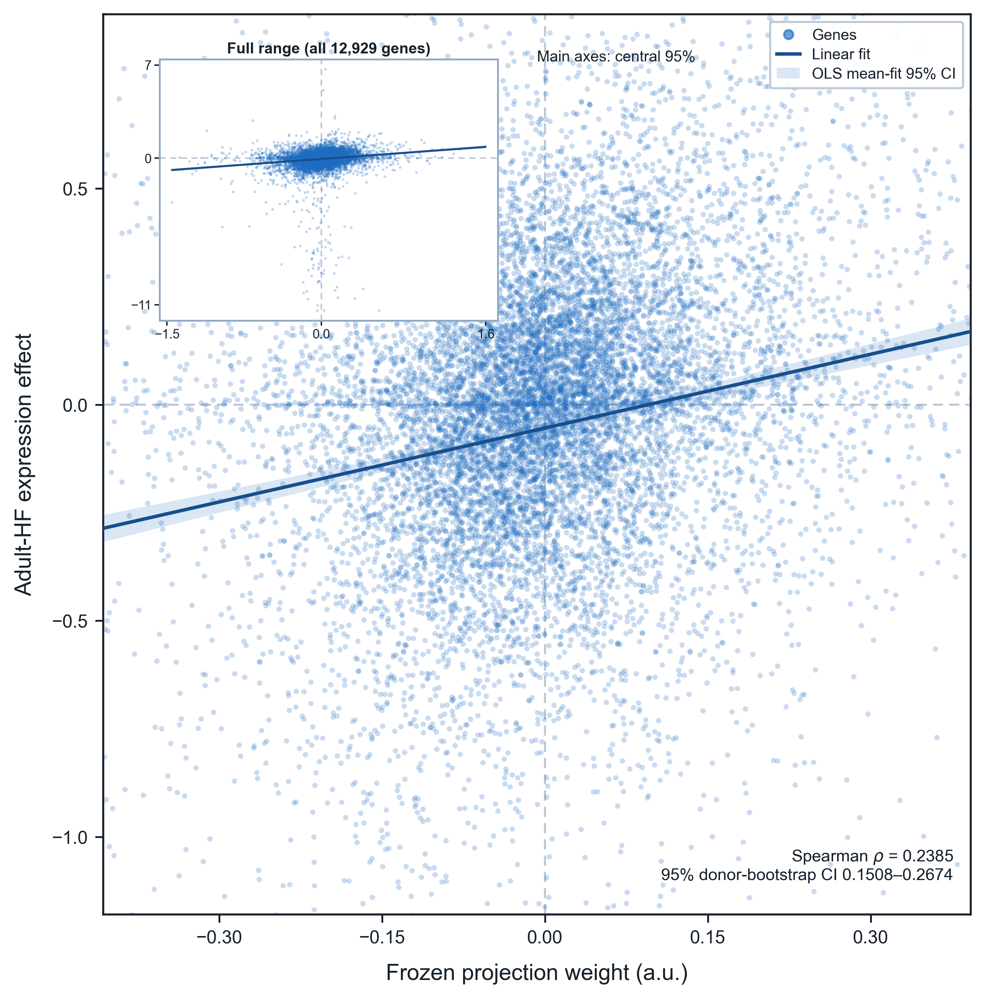 Full range (all 12,929 genes)
Main axes: central 95%
Genes
Linear fit
OLS mean-fit 95% CI
7
0
−11
−1.5
0.0
1.6
0.5
0.0
−0.5
−1.0
Adult-HF expression effect
Spearman ρ = 0.2385
95% donor-bootstrap CI 0.1508–0.2674
−0.30
−0.15
0.00
0.15
0.30
Frozen projection weight (a.u.)